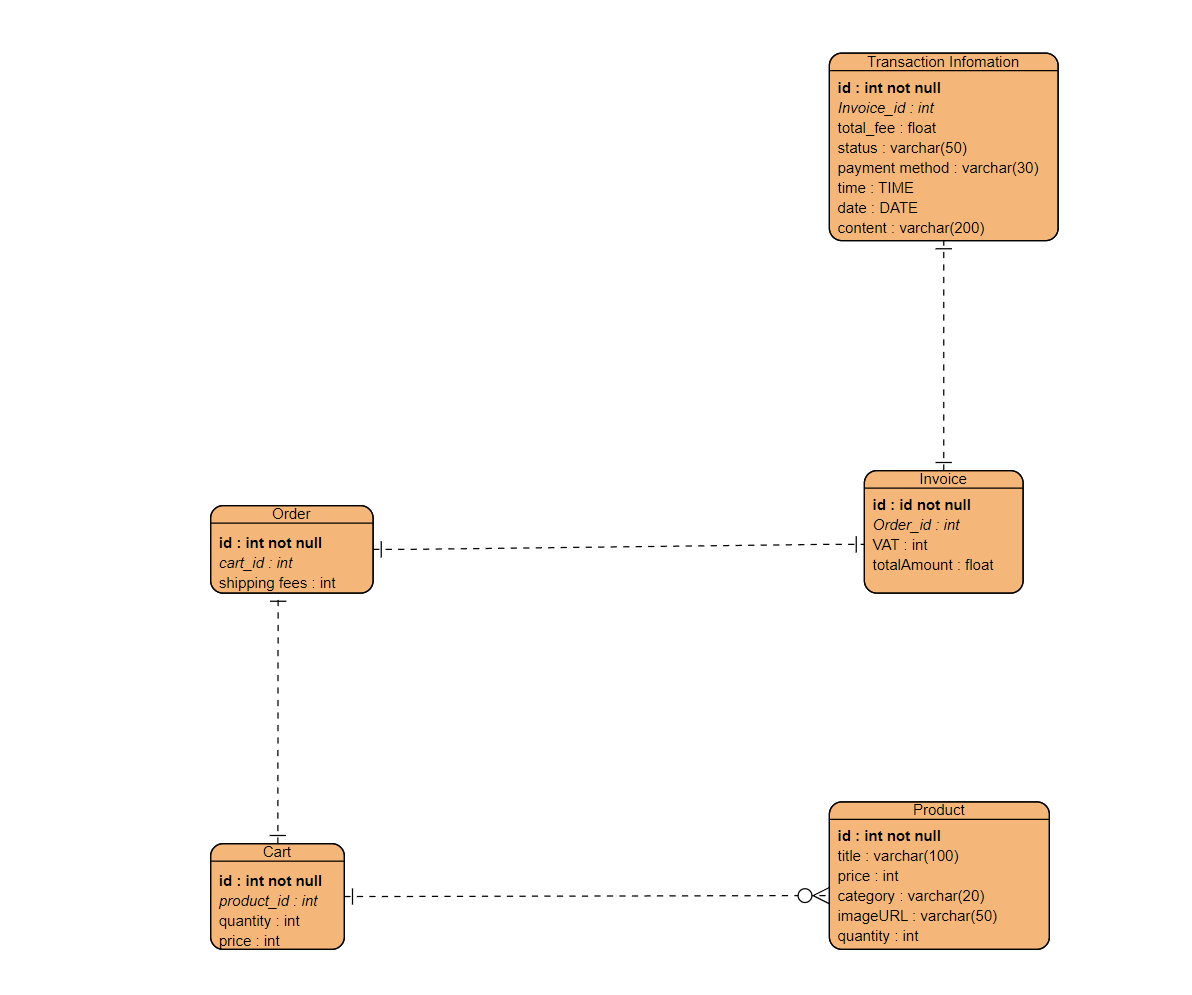 Transaction Infomation
id : int not null
Invoice_id : int
total_fee : float
status : varchar(50)
payment method : varchar(30)
time : TIME
date : DATE
content : varchar(200)
Invoice
id : id not null
Order_id : int
VAT : int
totalAmount : float
Order
id : int not null
cart_id : int
shipping fees : int
Cart
id : int not null
product_id : int
quantity : int
price : int
Product
id : int not null
title : varchar(100)
price : int
category : varchar(20)
imageURL : varchar(50)
quantity : int